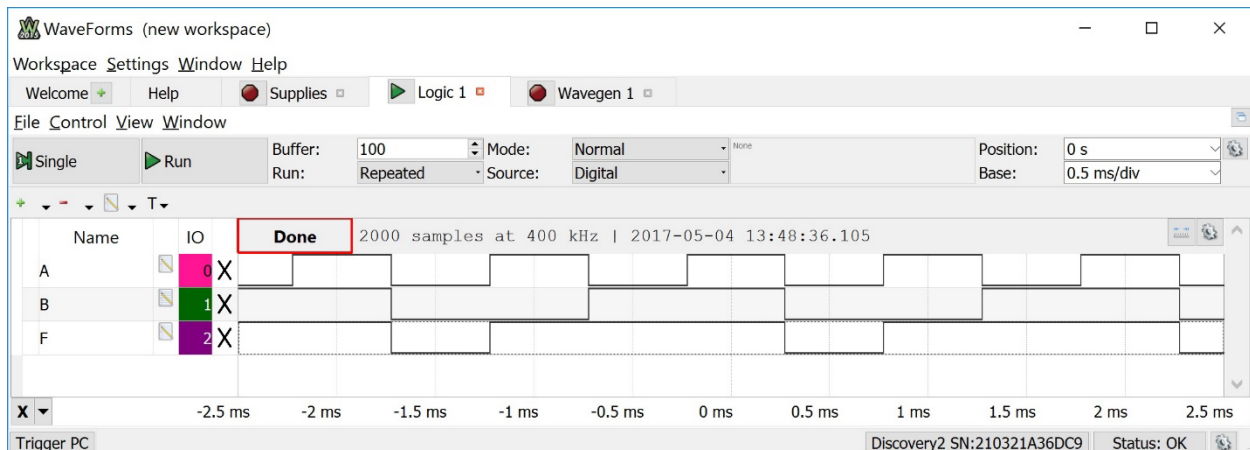 WaveForms (new workspace)
Workspace Settings Window Help
Welcome Help Supplies Logic 1 Wavegen 1
File Control View Window
Single Run Buffer: 100 Mode: Normal None Position: 0 s
Run: Repeated Source: Digital Base: 0.5 ms/div
T
Name IO Done 2000 samples at 400 kHz | 2017-05-04 13:48:36.105
A 0 X
B 1 X
F 2 X
X -2.5 ms -2 ms -1.5 ms -1 ms -0.5 ms 0 ms 0.5 ms 1 ms 1.5 ms 2 ms 2.5 ms
Trigger PC Discovery2 SN:210321A36DC9 Status: OK